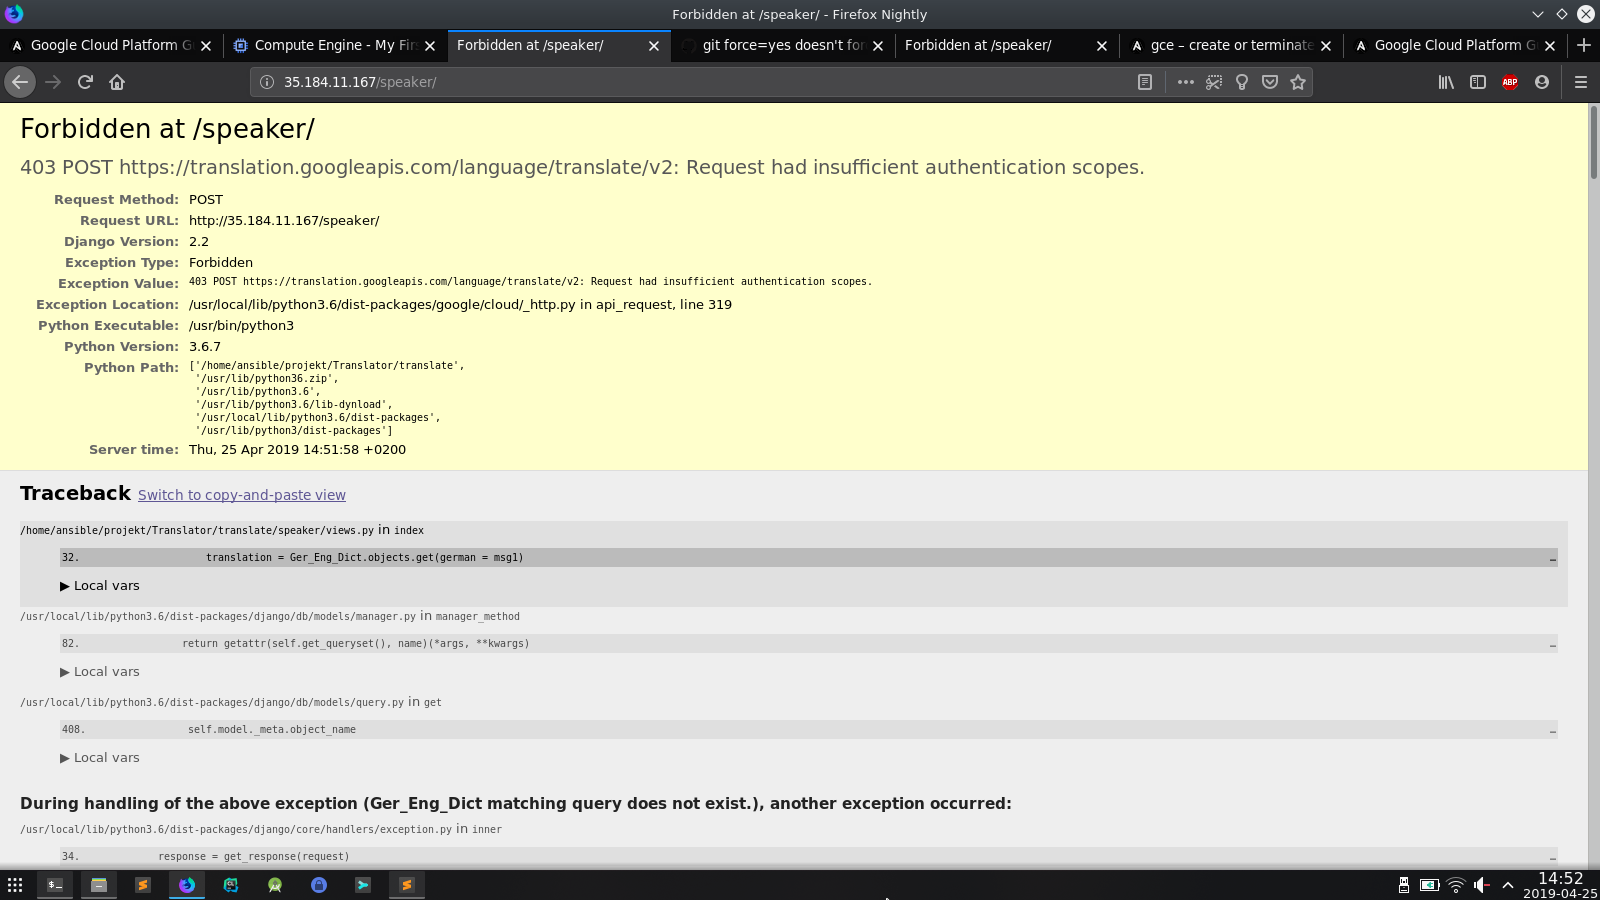 Forbidden at /speaker/ - Firefox Nightly
Google Cloud Platform G
Compute Engine - My Fir
Forbidden at /speaker/
git force=yes doesn't for
Forbidden at /speaker/
gce – create or terminate
Google Cloud Platform G
35.184.11.167/speaker/
ABP
Forbidden at /speaker/
403 POST https://translation.googleapis.com/language/translate/v2: Request had insufficient authentication scopes.
Request Method: POST
Request URL: http://35.184.11.167/speaker/
Django Version: 2.2
Exception Type: Forbidden
Exception Value: 403 POST https://translation.googleapis.com/language/translate/v2: Request had insufficient authentication scopes.
Exception Location: /usr/local/lib/python3.6/dist-packages/google/cloud/_http.py in api_request, line 319
Python Executable: /usr/bin/python3
Python Version: 3.6.7
Python Path: ['/home/ansible/projekt/Translator/translate',
'/usr/lib/python36.zip',
'/usr/lib/python3.6',
'/usr/lib/python3.6/lib-dynload',
'/usr/local/lib/python3.6/dist-packages',
'/usr/lib/python3/dist-packages']
Server time: Thu, 25 Apr 2019 14:51:58 +0200
Traceback Switch to copy-and-paste view
/home/ansible/projekt/Translator/translate/speaker/views.py in index
32. translation = Ger_Eng_Dict.objects.get(german = msg1) …
▶ Local vars
/usr/local/lib/python3.6/dist-packages/django/db/models/manager.py in manager_method
82. return getattr(self.get_queryset(), name)(*args, **kwargs) …
▶ Local vars
/usr/local/lib/python3.6/dist-packages/django/db/models/query.py in get
408. self.model._meta.object_name …
▶ Local vars
During handling of the above exception (Ger_Eng_Dict matching query does not exist.), another exception occurred:
/usr/local/lib/python3.6/dist-packages/django/core/handlers/exception.py in inner
34. response = get_response(request) …
14:52
2019-04-25